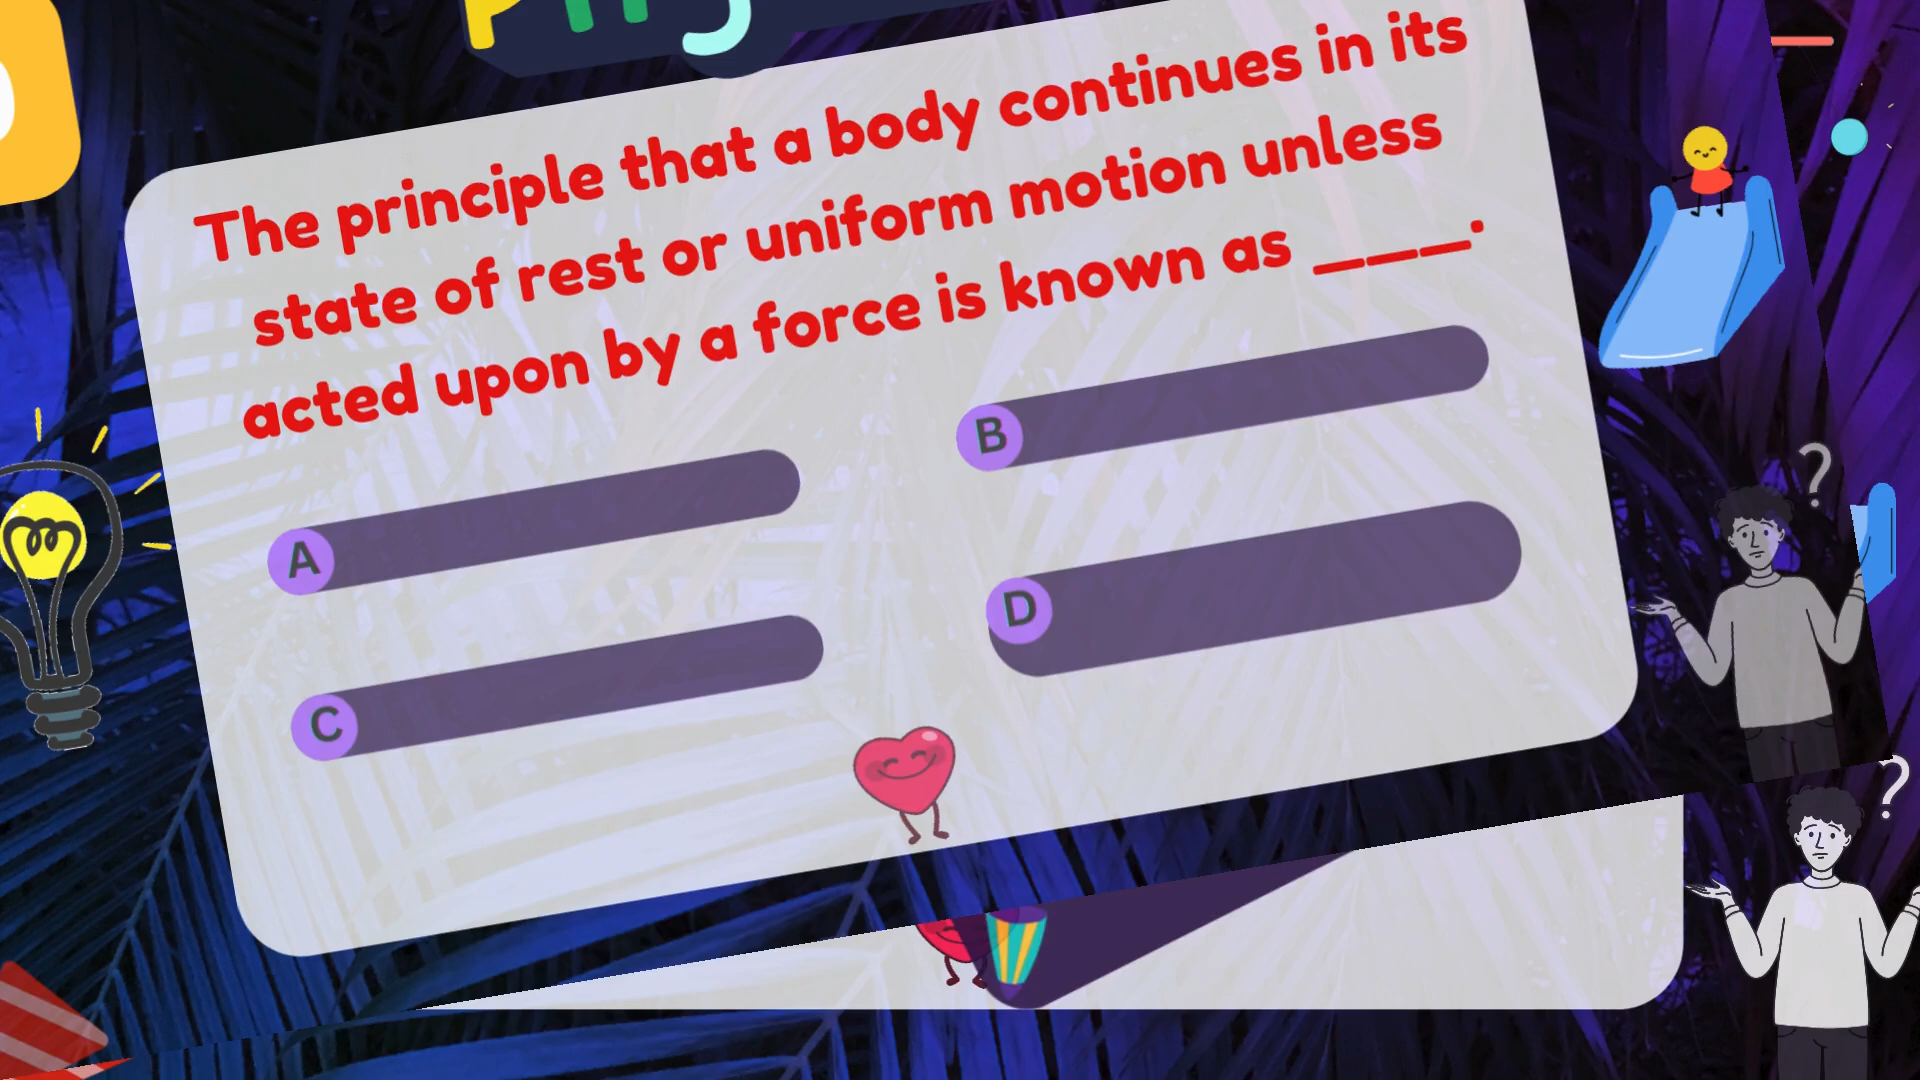 The principle that a body continues in its
state of rest or uniform motion unless
acted upon by a force is known as ____.
A
B
C
D
?
?